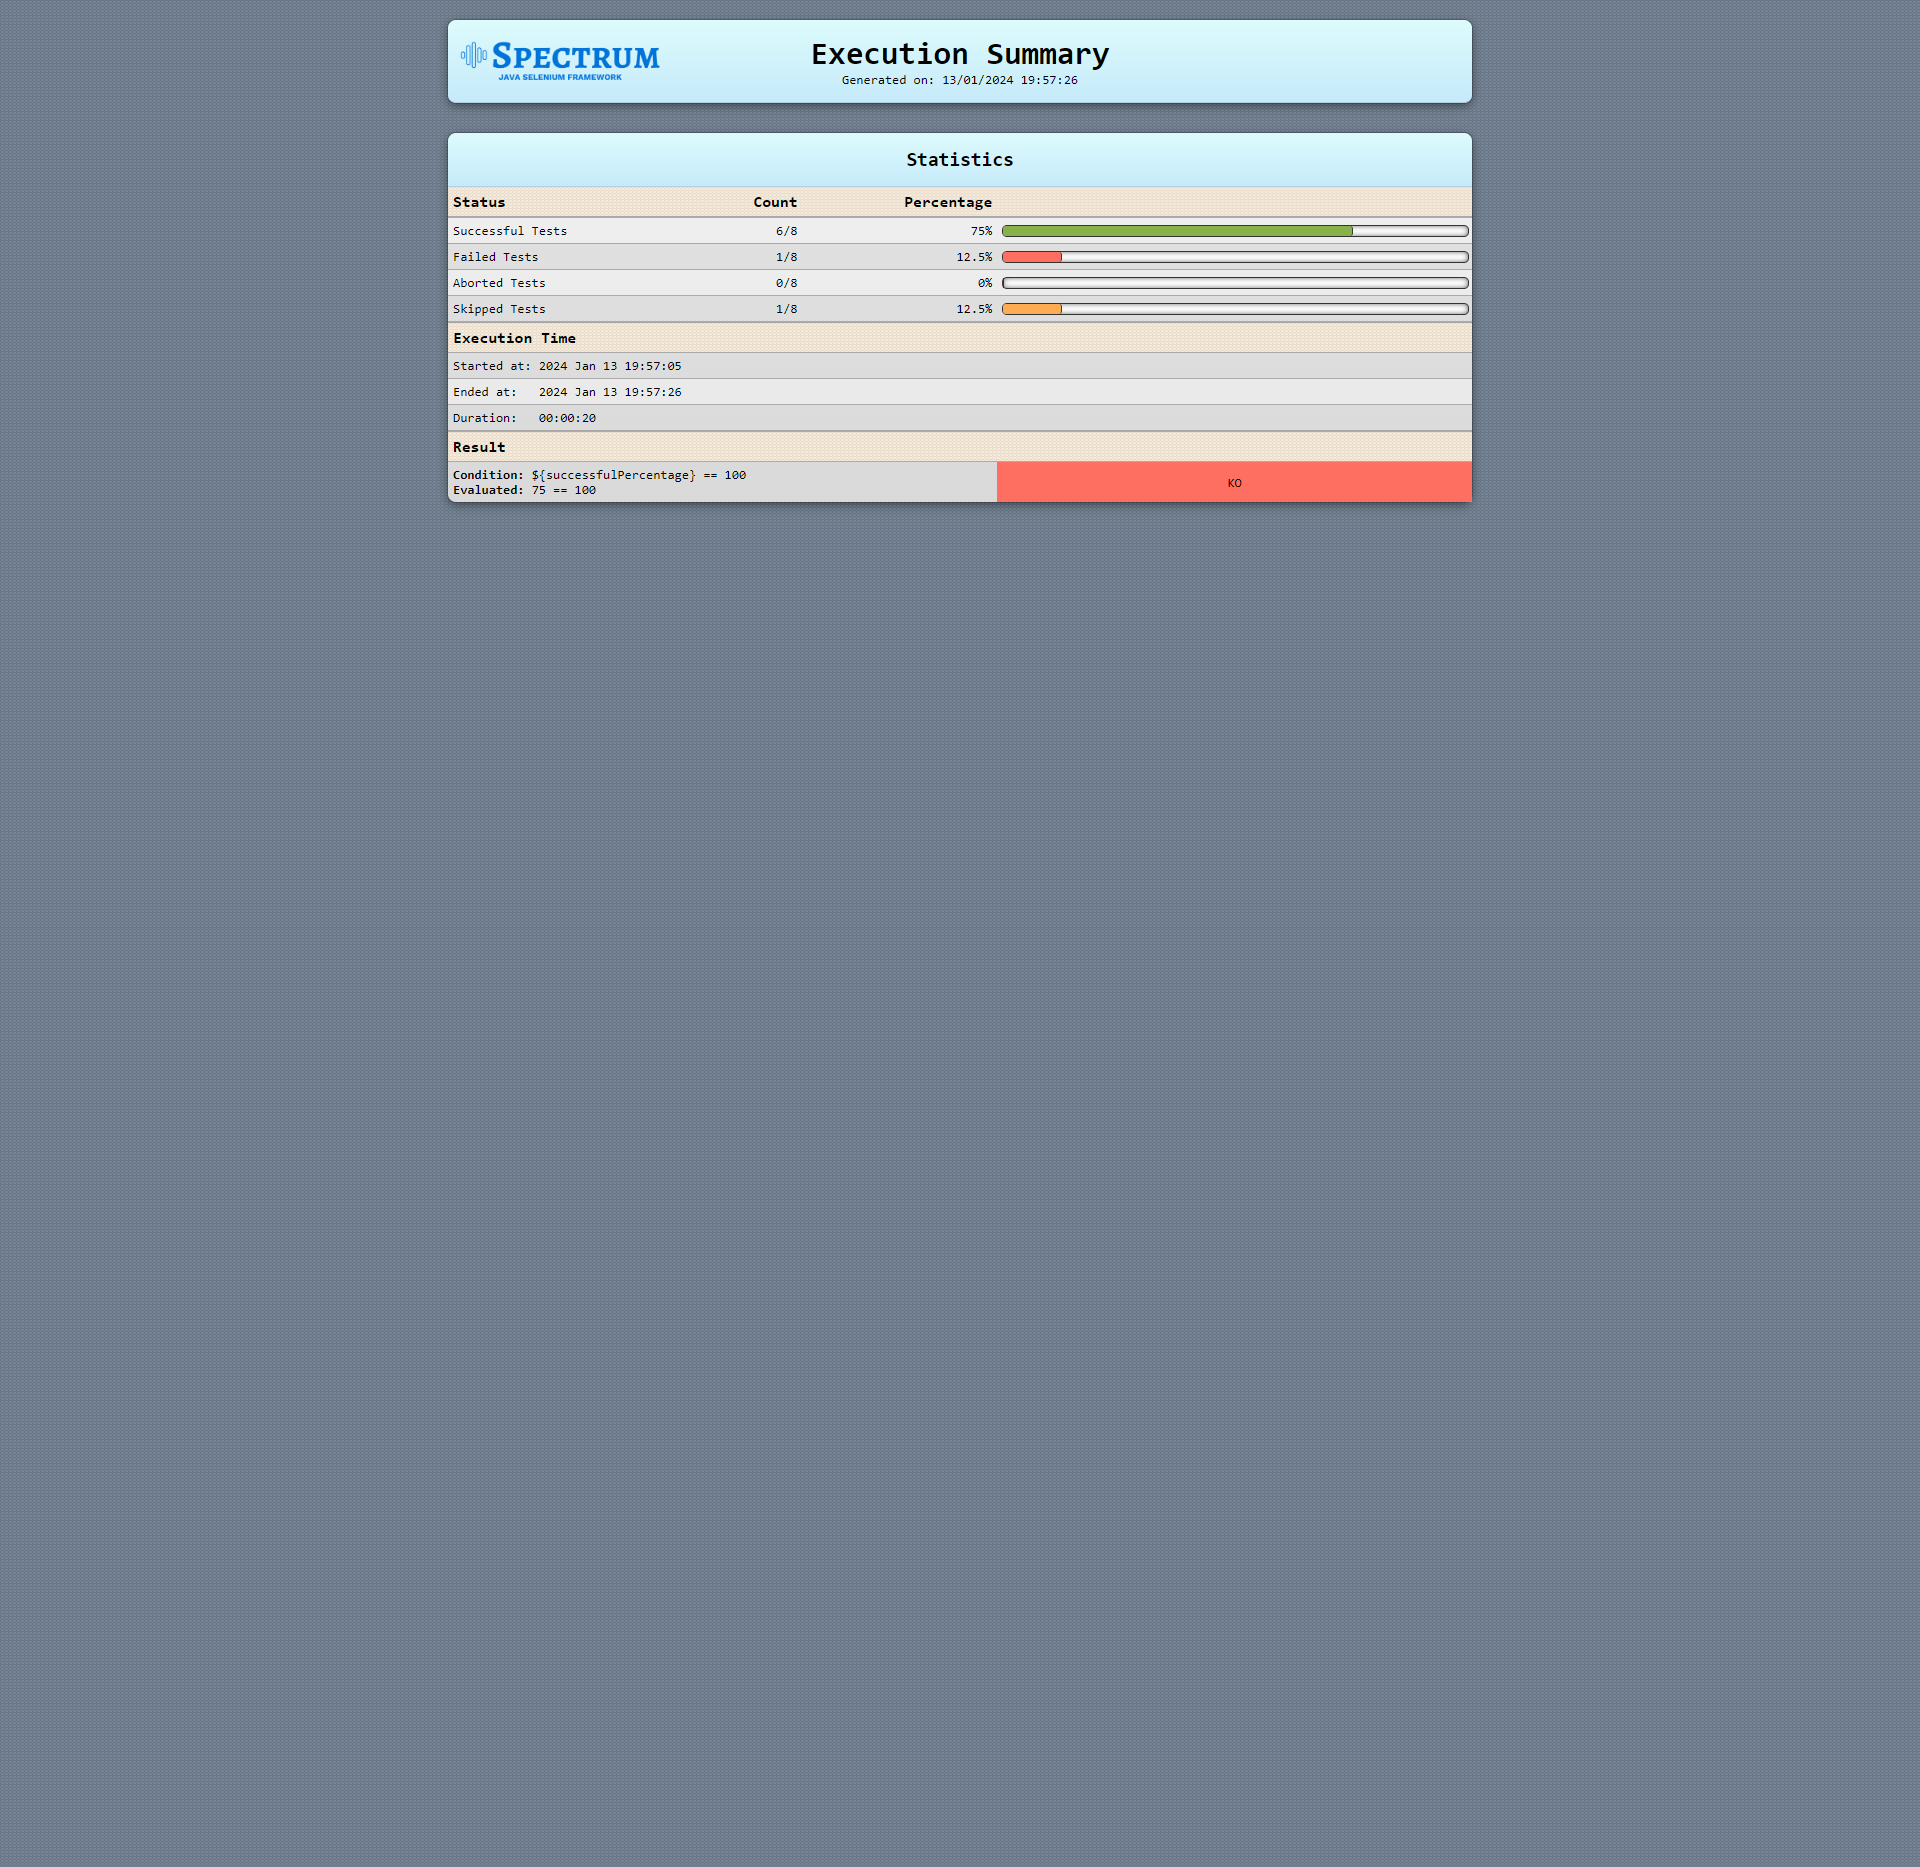 SPECTRUM
JAVA SELENIUM FRAMEWORK
Execution Summary
Generated on: 13/01/2024 19:57:26
Statistics
Status Count Percentage
Successful Tests 6/8 75%
Failed Tests 1/8 12.5%
Aborted Tests 0/8 0%
Skipped Tests 1/8 12.5%
Execution Time
Started at: 2024 Jan 13 19:57:05
Ended at: 2024 Jan 13 19:57:26
Duration: 00:00:20
Result
Condition: ${successfulPercentage} == 100
Evaluated: 75 == 100
KO